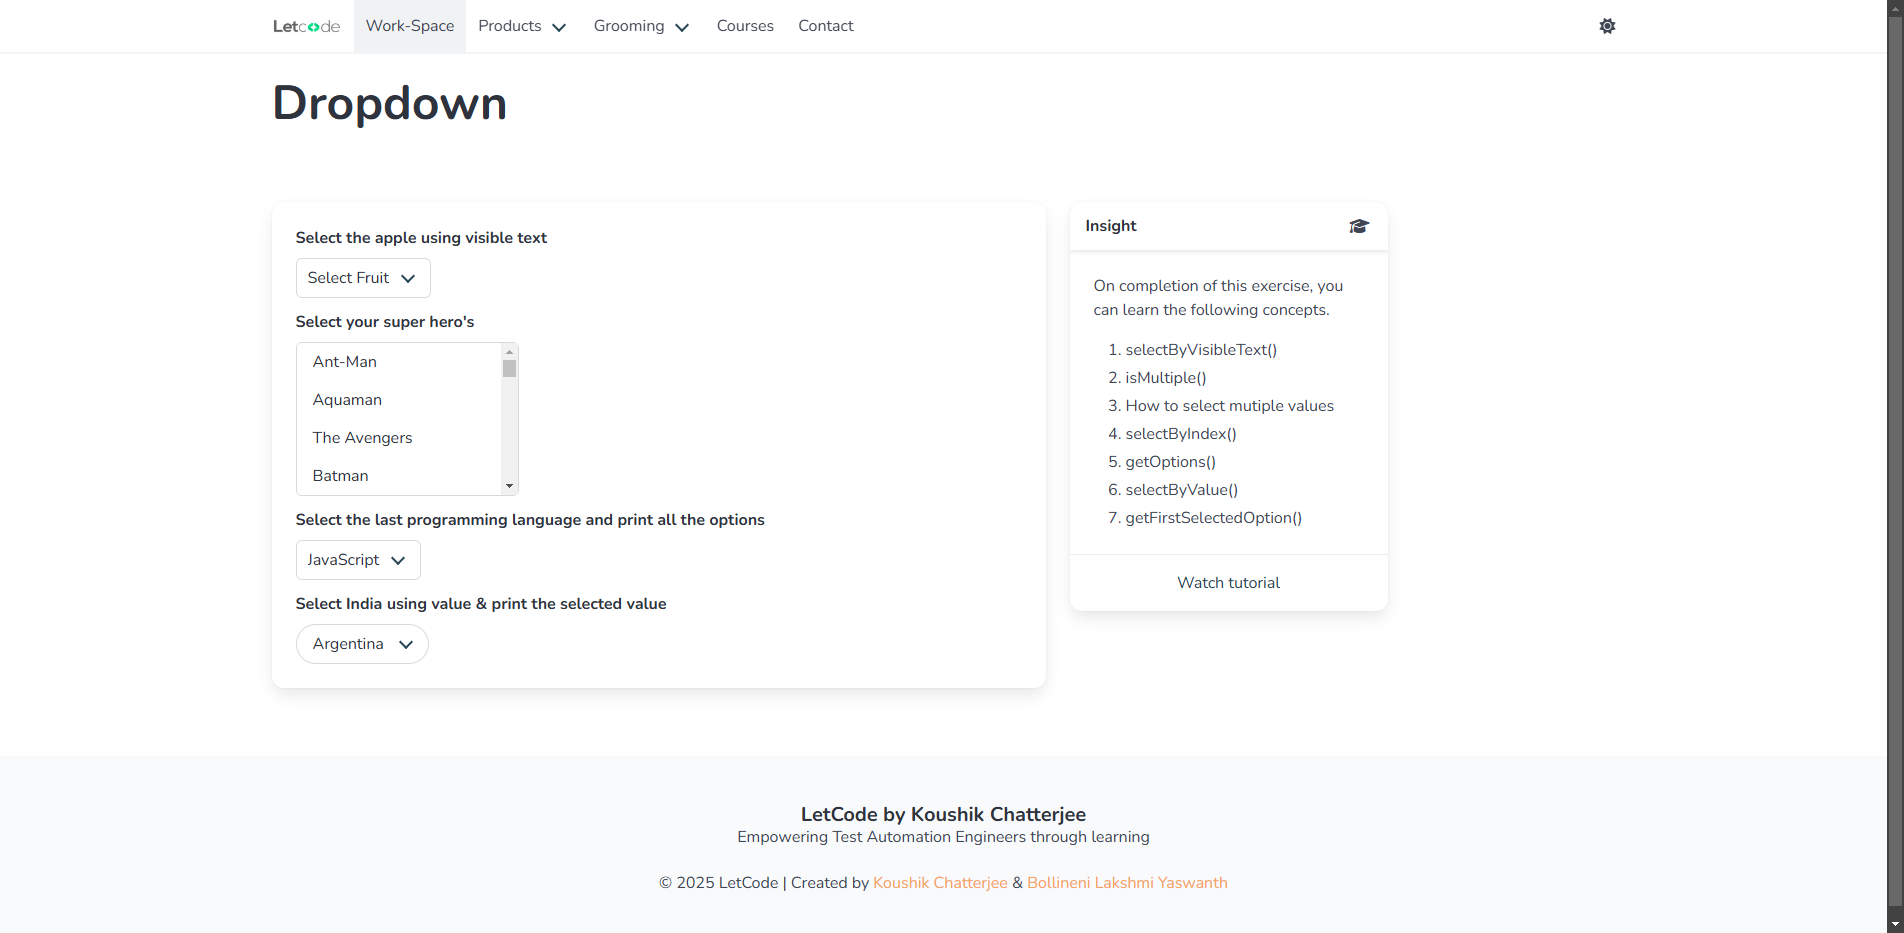 Letcode Work-Space Products Grooming Courses Contact
Dropdown
Select the apple using visible text
Select Fruit
Select your super hero's
Ant-Man
Aquaman
The Avengers
Batman
Select the last programming language and print all the options
JavaScript
Select India using value & print the selected value
Argentina
Insight
On completion of this exercise, you
can learn the following concepts.
1. selectByVisibleText()
2. isMultiple()
3. How to select mutiple values
4. selectByIndex()
5. getOptions()
6. selectByValue()
7. getFirstSelectedOption()
Watch tutorial
LetCode by Koushik Chatterjee
Empowering Test Automation Engineers through learning
© 2025 LetCode | Created by Koushik Chatterjee & Bollineni Lakshmi Yaswanth